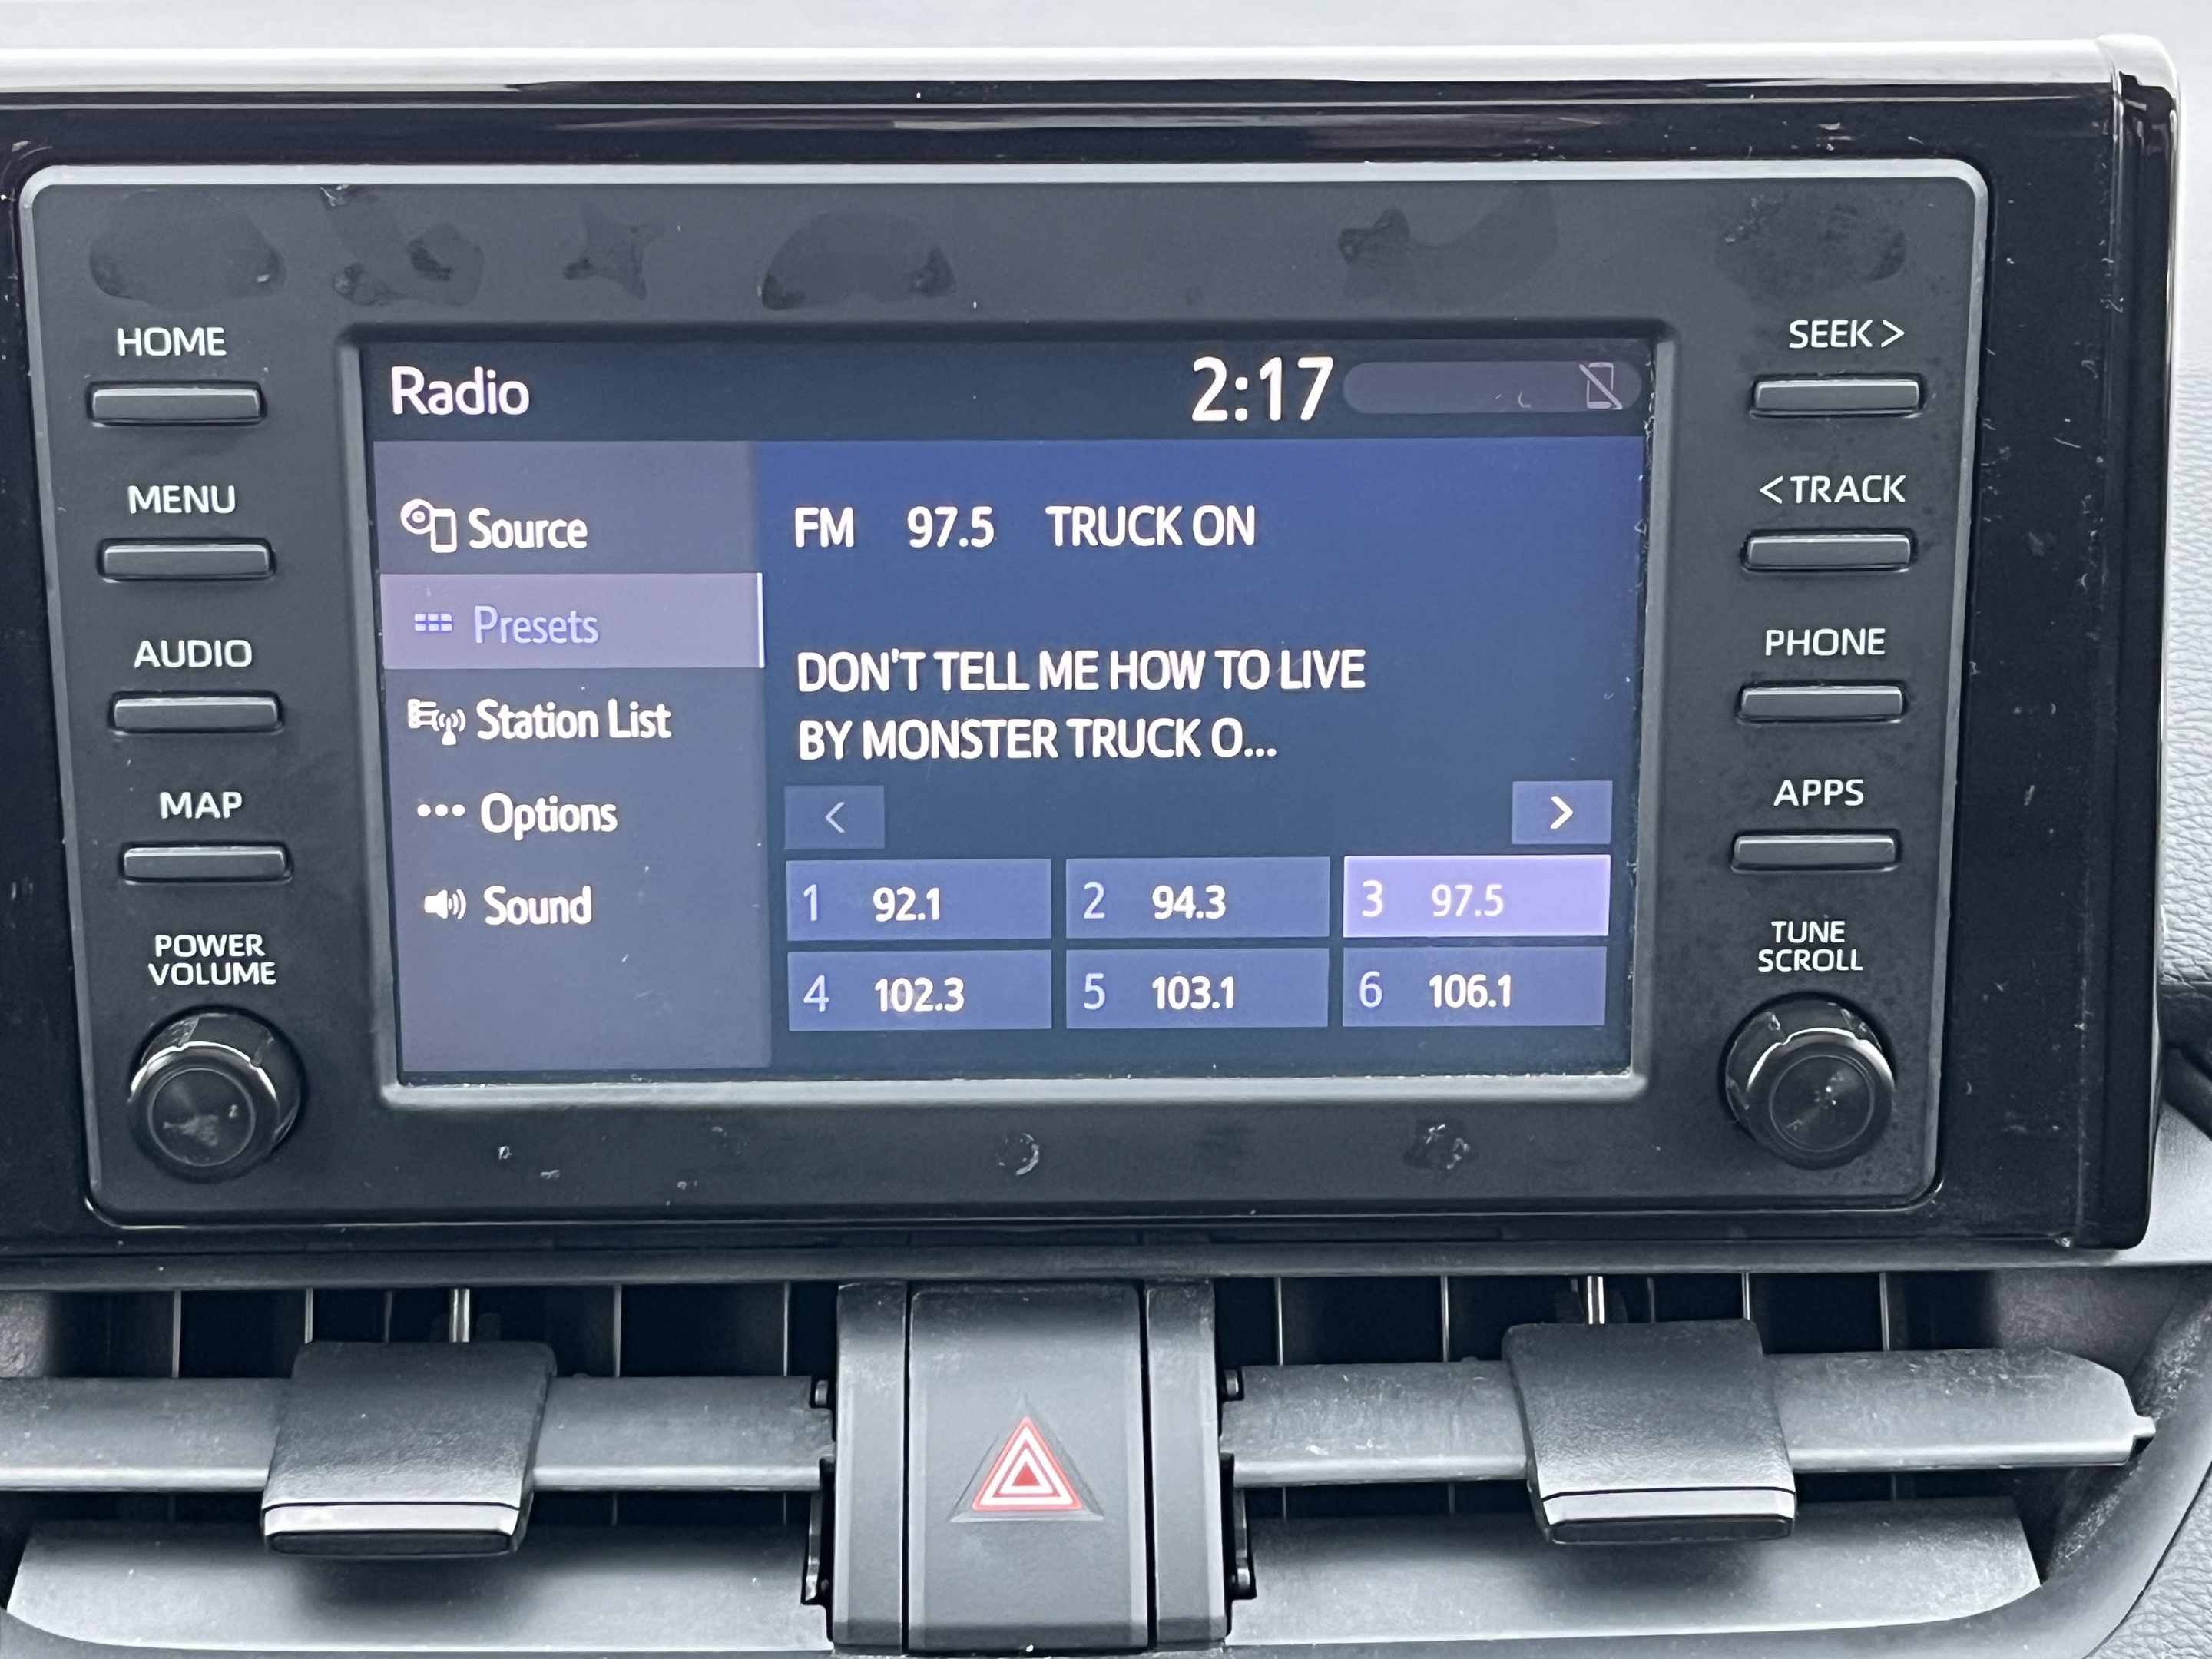 HOME
MENU
AUDIO
MAP
POWER
VOLUME
Radio
2:17
Source
Presets
Station List
Options
Sound
FM 97.5 TRUCK ON
DON'T TELL ME HOW TO LIVE
BY MONSTER TRUCK O...
<
>
1 92.1
2 94.3
3 97.5
4 102.3
5 103.1
6 106.1
SEEK >
< TRACK
PHONE
APPS
TUNE
SCROLL